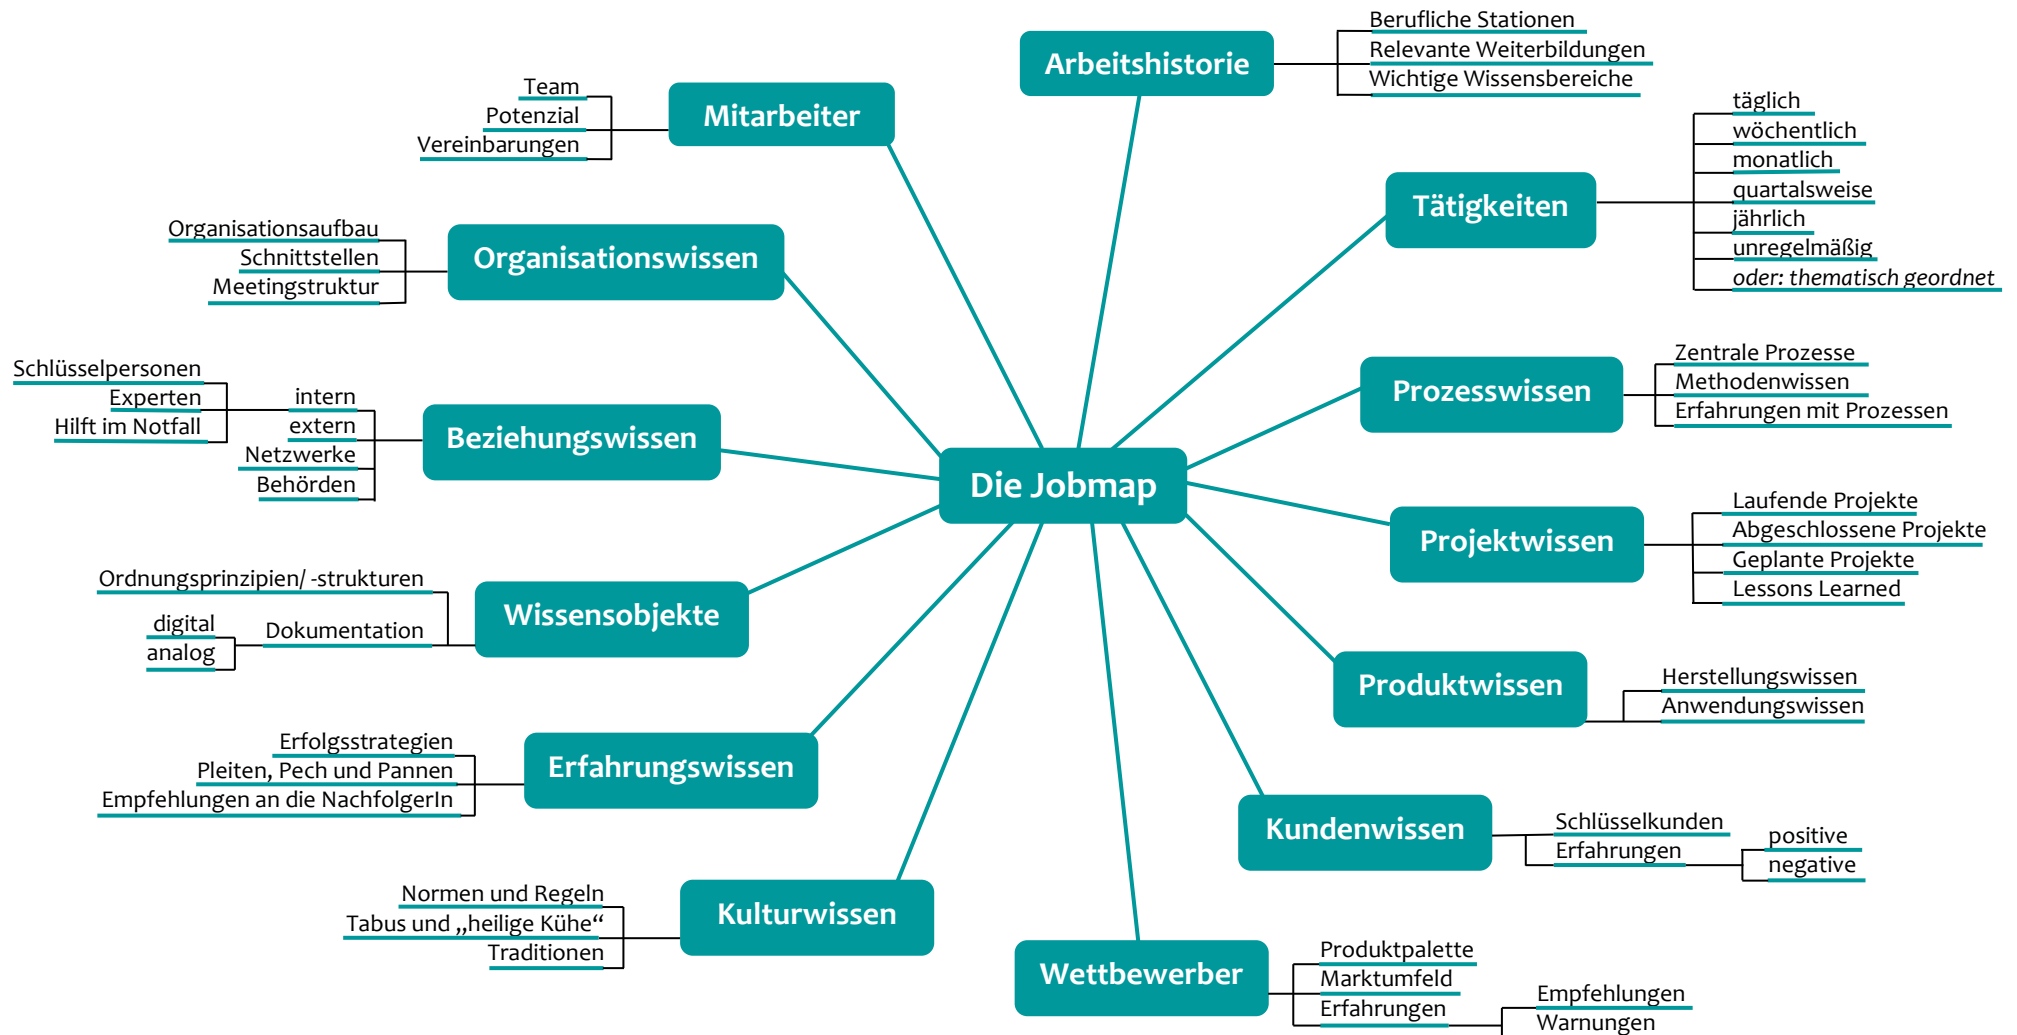 Die Jobmap
Arbeitshistorie
Berufliche Stationen
Relevante Weiterbildungen
Wichtige Wissensbereiche
Tätigkeiten
täglich
wöchentlich
monatlich
quartalsweise
jährlich
unregelmäßig
oder: thematisch geordnet
Prozesswissen
Zentrale Prozesse
Methodenwissen
Erfahrungen mit Prozessen
Projektwissen
Laufende Projekte
Abgeschlossene Projekte
Geplante Projekte
Lessons Learned
Produktwissen
Herstellungswissen
Anwendungswissen
Kundenwissen
Schlüsselkunden
Erfahrungen
positive
negative
Wettbewerber
Produktpalette
Marktumfeld
Erfahrungen
Empfehlungen
Warnungen
Kulturwissen
Normen und Regeln
Tabus und „heilige Kühe“
Traditionen
Erfahrungswissen
Erfolgsstrategien
Pleiten, Pech und Pannen
Empfehlungen an die NachfolgerIn
Wissensobjekte
Ordnungsprinzipien/ -strukturen
Dokumentation
digital
analog
Beziehungswissen
intern
extern
Netzwerke
Behörden
Schlüsselpersonen
Experten
Hilft im Notfall
Organisationswissen
Organisationsaufbau
Schnittstellen
Meetingstruktur
Mitarbeiter
Team
Potenzial
Vereinbarungen